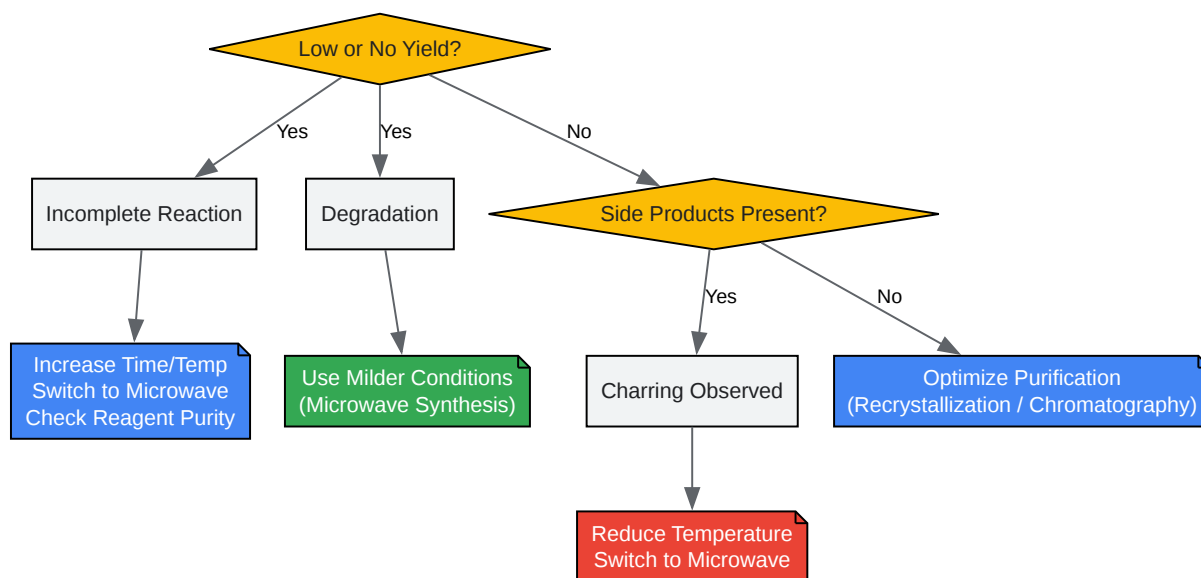 Low or No Yield?
Yes
Yes
No
Incomplete Reaction
Degradation
Side Products Present?
Yes
No
Increase Time/Temp
Switch to Microwave
Check Reagent Purity
Use Milder Conditions
(Microwave Synthesis)
Charring Observed
Optimize Purification
(Recrystallization / Chromatography)
Reduce Temperature
Switch to Microwave